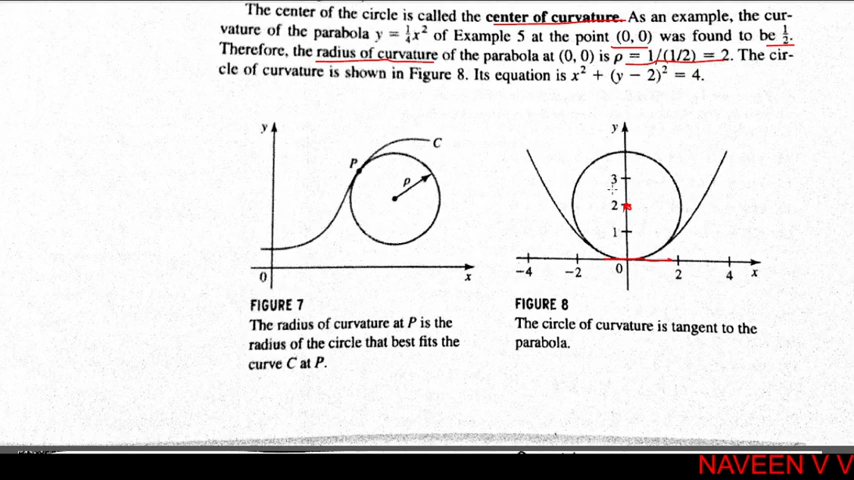 The center of the circle is called the center of curvature. As an example, the cur-
vature of the parabola y = ¼x² of Example 5 at the point (0, 0) was found to be ½.
Therefore, the radius of curvature of the parabola at (0, 0) is ρ = 1/(1/2) = 2. The cir-
cle of curvature is shown in Figure 8. Its equation is x² + (y − 2)² = 4.
y
C
P
ρ
0
x
FIGURE 7
The radius of curvature at P is the
radius of the circle that best fits the
curve C at P.
y
3
2
1
−4 −2 0 2 4 x
FIGURE 8
The circle of curvature is tangent to the
parabola.
NAVEEN V V